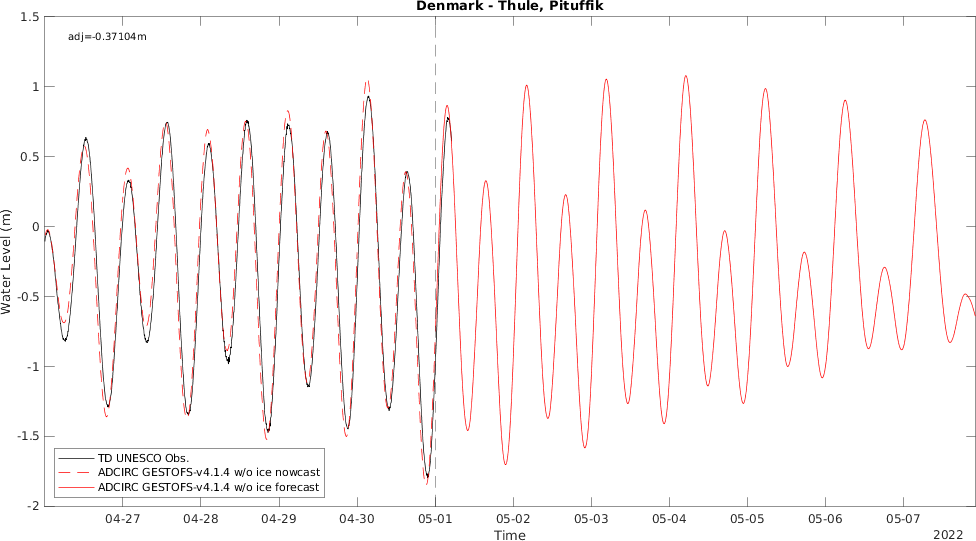 Denmark - Thule, Pituffik
adj=-0.37104m
1.5
1
0.5
0
-0.5
-1
-1.5
-2
Water Level (m)
TD UNESCO Obs.
ADCIRC GESTOFS-v4.1.4 w/o ice nowcast
ADCIRC GESTOFS-v4.1.4 w/o ice forecast
04-27 04-28 04-29 04-30 05-01 05-02 05-03 05-04 05-05 05-06 05-07
Time
2022